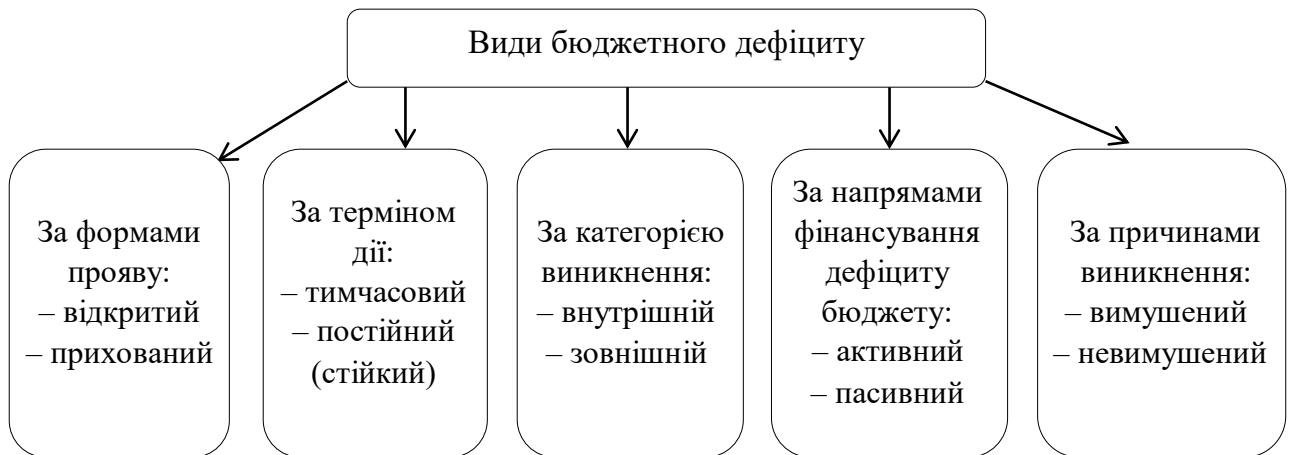 Види бюджетного дефіциту
За формами
прояву:
– відкритий
– прихований
За терміном
дії:
– тимчасовий
– постійний
(стійкий)
За категорією
виникнення:
– внутрішній
– зовнішній
За напрямами
фінансування
дефіциту
бюджету:
– активний
– пасивний
За причинами
виникнення:
– вимушений
– невимушений